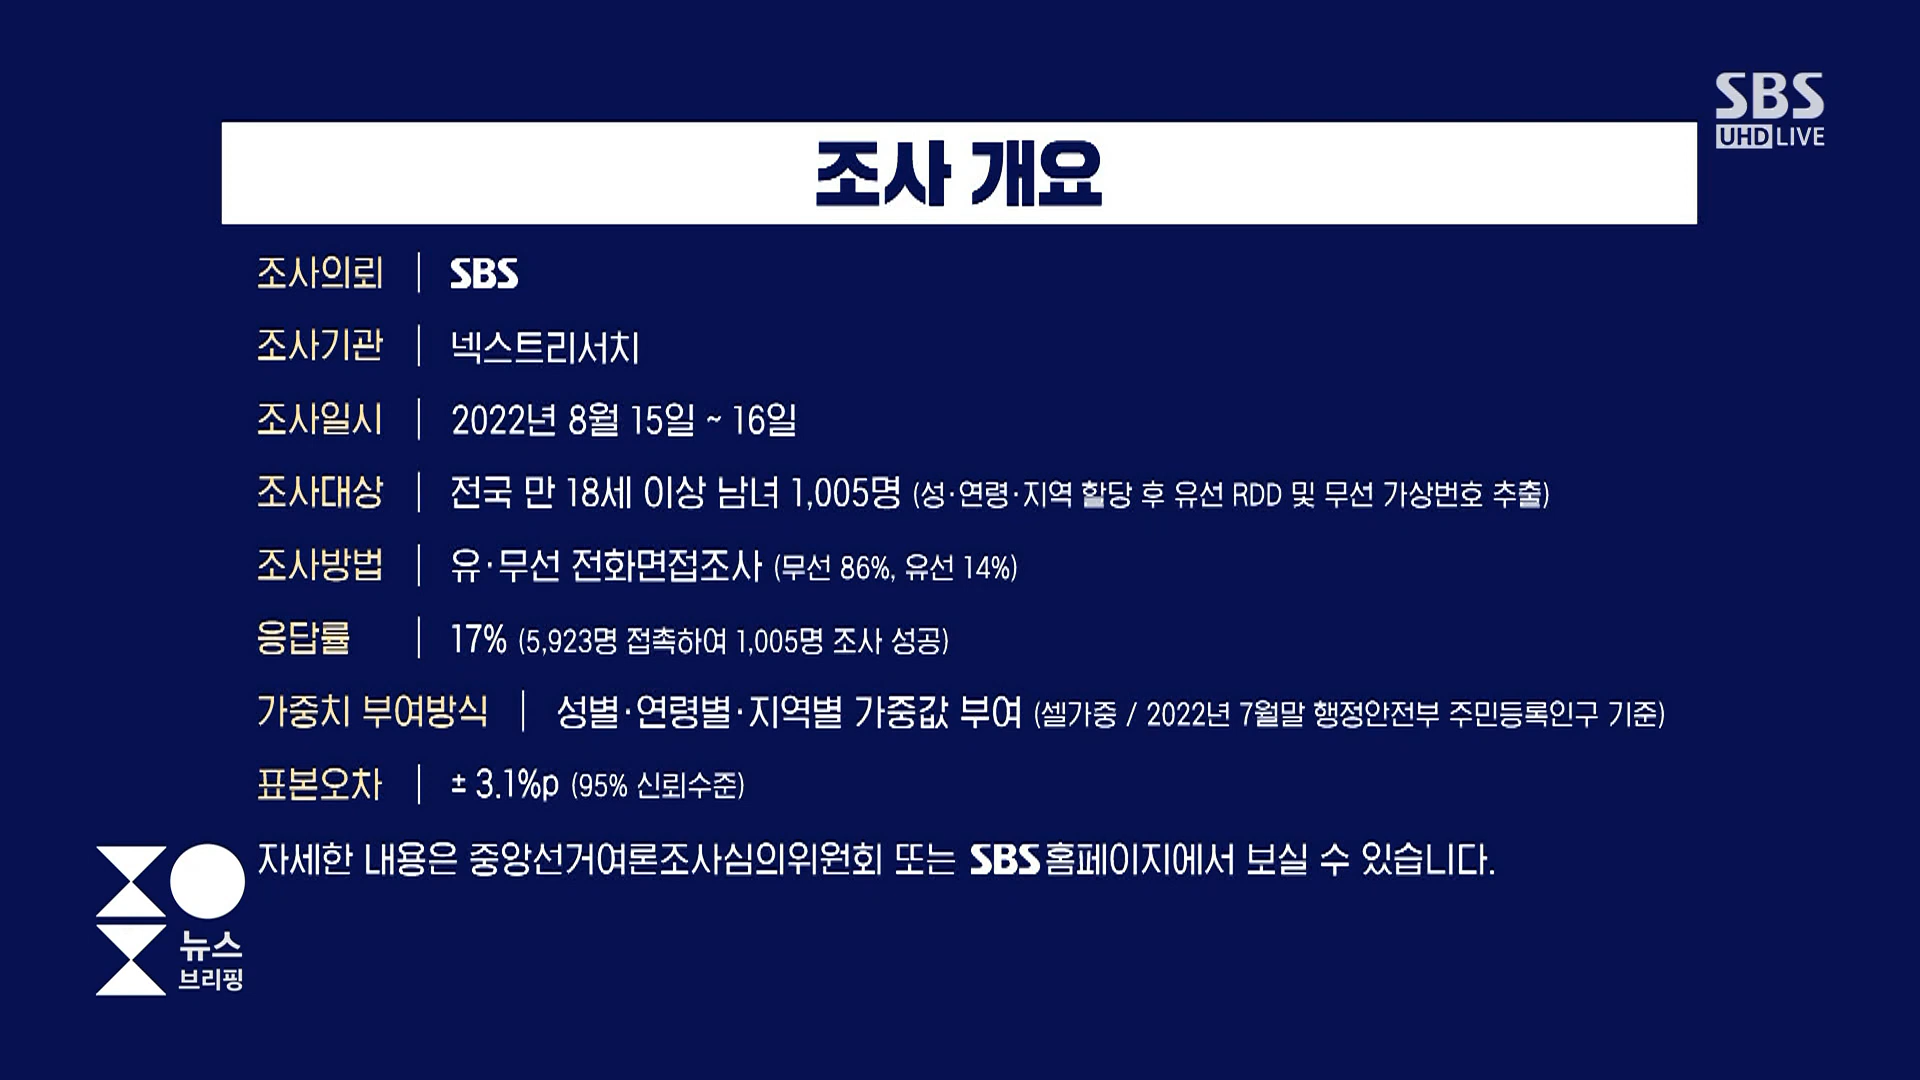 SBS
UHD LIVE
조사 개요
조사의뢰 | SBS
조사기관 | 넥스트리서치
조사일시 | 2022년 8월 15일 ~ 16일
조사대상 | 전국 만 18세 이상 남녀 1,005명 (성·연령·지역 할당 후 유선 RDD 및 무선 가상번호 추출)
조사방법 | 유·무선 전화면접조사 (무선 86%, 유선 14%)
응답률 | 17% (5,923명 접촉하여 1,005명 조사 성공)
가중치 부여방식 | 성별·연령별·지역별 가중값 부여 (셀가중 / 2022년 7월말 행정안전부 주민등록인구 기준)
표본오차 | ± 3.1%p (95% 신뢰수준)
자세한 내용은 중앙선거여론조사심의위원회 또는 SBS홈페이지에서 보실 수 있습니다.
뉴스
브리핑